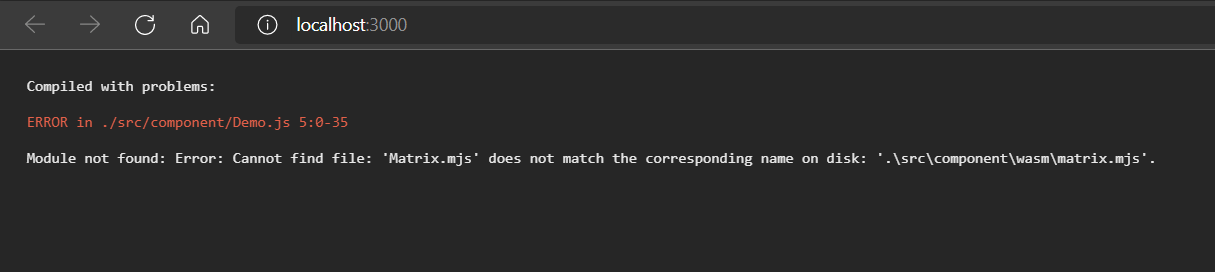 localhost:3000
Compiled with problems:
ERROR in ./src/component/Demo.js 5:0-35
Module not found: Error: Cannot find file: 'Matrix.mjs' does not match the corresponding name on disk: '.\src\component\wasm\matrix.mjs'.